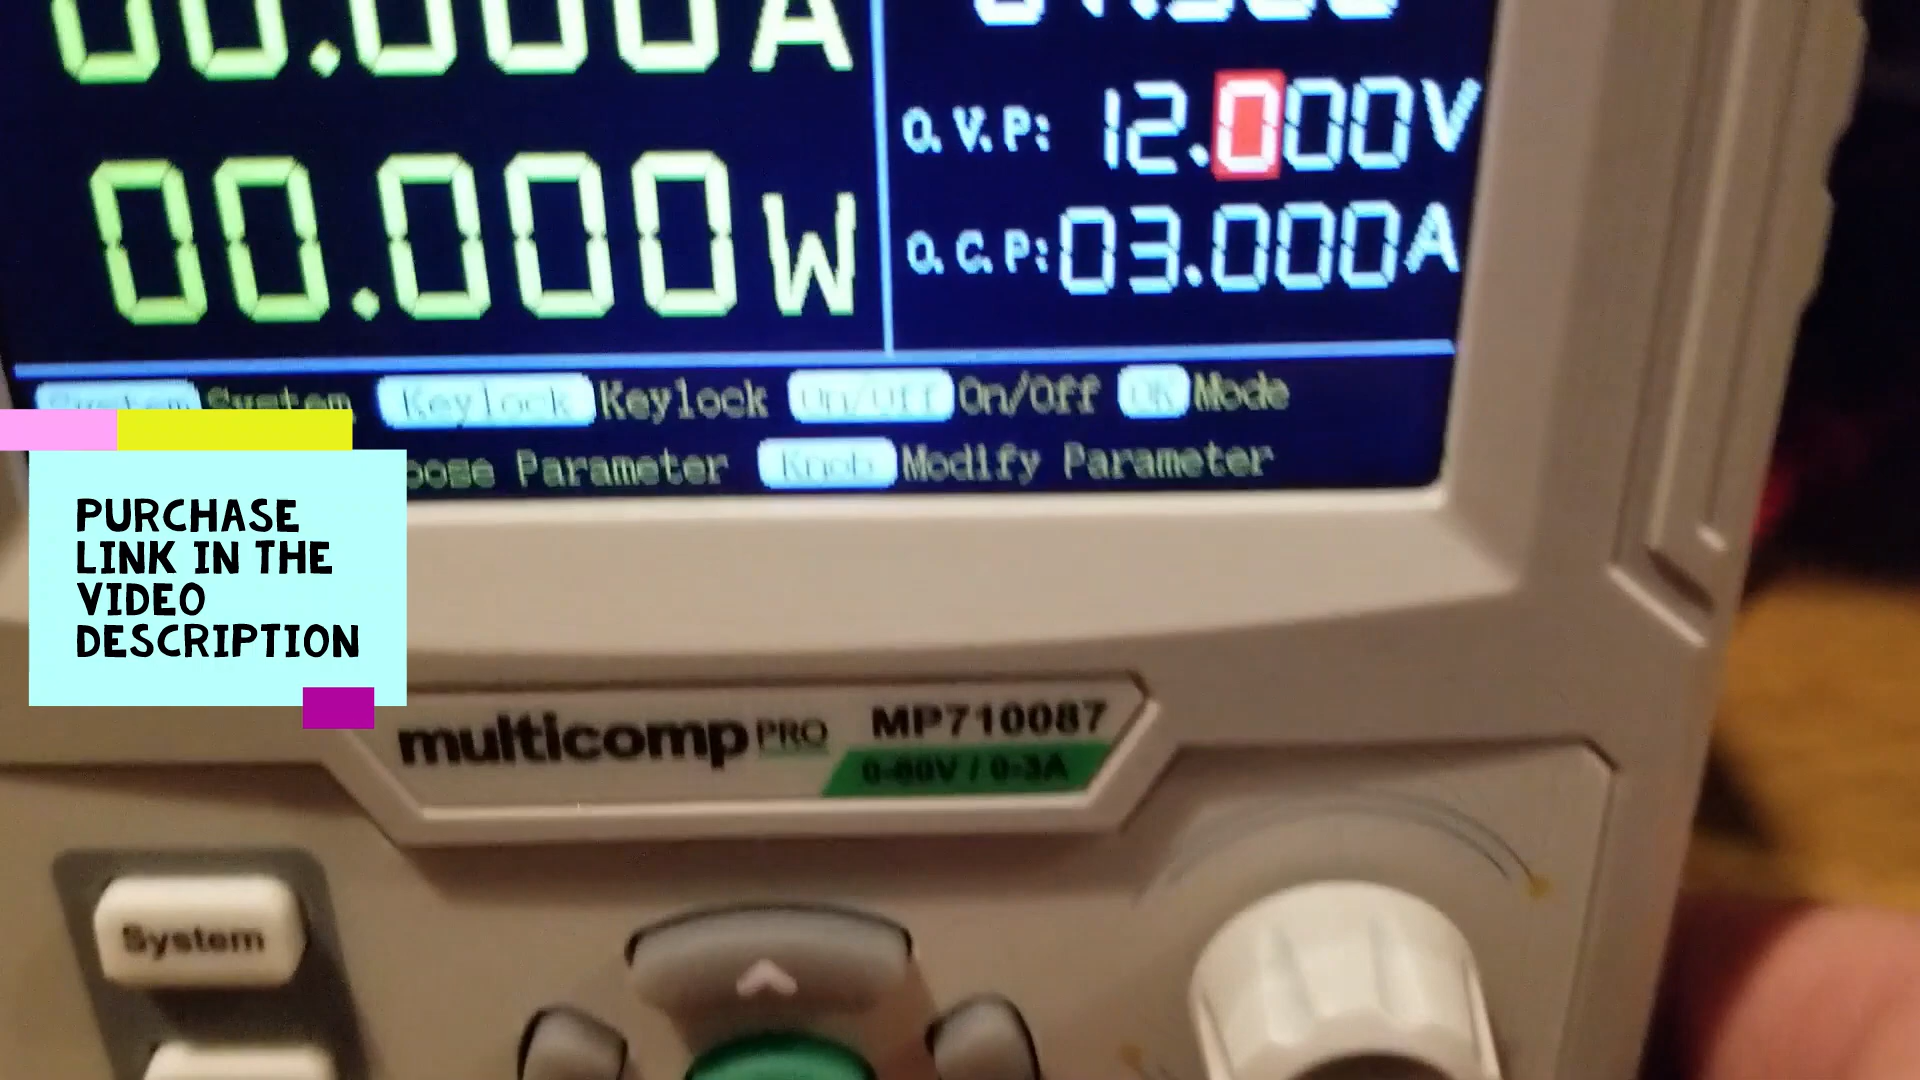 00.000A
O.V.P: 12.000V
00.000W
O.C.P: 03.000A
System System Keylock Keylock On/Off On/Off OK Mode
oose Parameter Knob Modify Parameter
PURCHASE
LINK IN THE
VIDEO
DESCRIPTION
multicomp PRO MP710087
0-60V / 0-3A
System